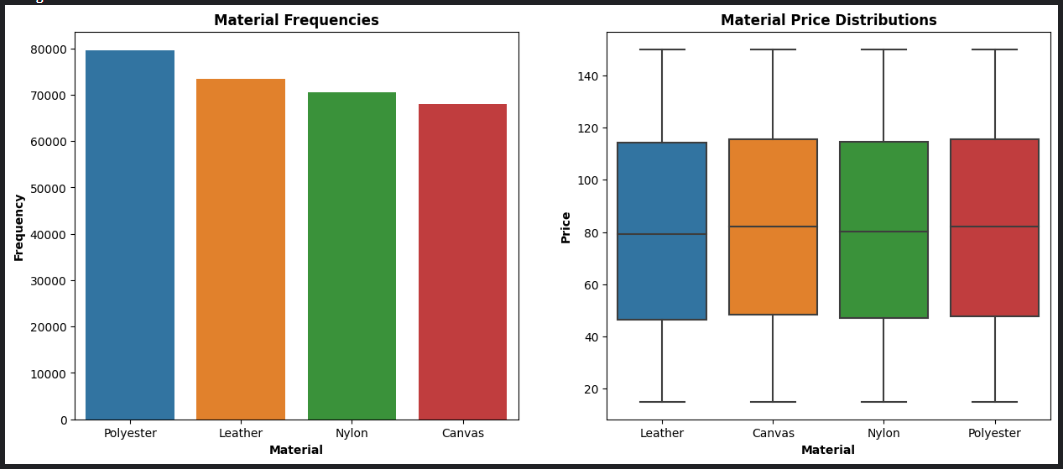 Material Frequencies
80000
70000
60000
50000
40000
30000
20000
10000
0
Frequency
Polyester Leather Nylon Canvas
Material
Material Price Distributions
140
120
100
80
60
40
20
Price
Leather Canvas Nylon Polyester
Material